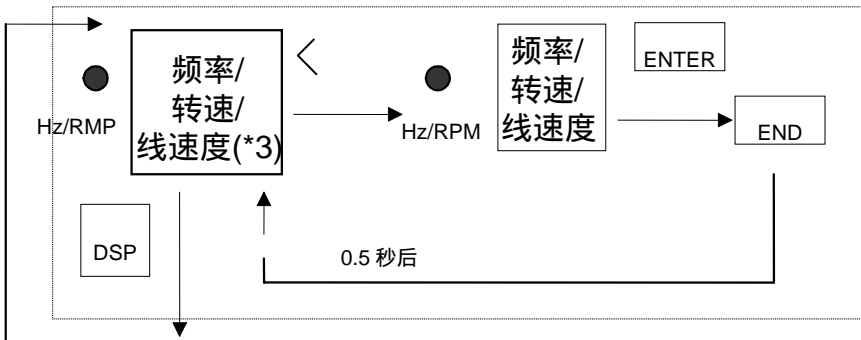 Hz/RMP
频率/
转速/
线速度(*3)
<
Hz/RPM
频率/
转速/
线速度
ENTER
END
DSP
0.5 秒后